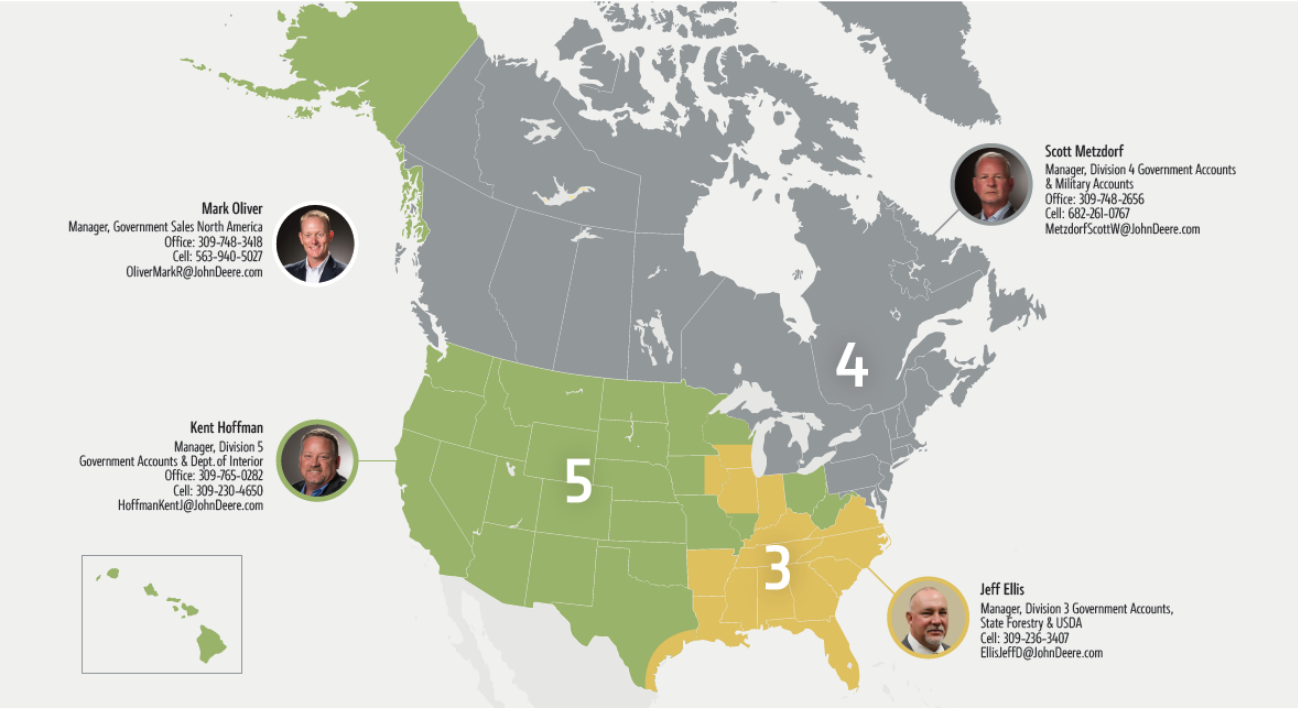 Scott Metzdorf
Manager, Division 4 Government Accounts
& Military Accounts
Office: 309-748-2656
Cell: 682-261-0767
MetzdorfScottW@JohnDeere.com
Mark Oliver
Manager, Government Sales North America
Office: 309-748-3418
Cell: 563-940-5027
OliverMarkR@JohnDeere.com
4
Kent Hoffman
Manager, Division 5
Government Accounts & Dept. of Interior
Office: 309-765-0282
Cell: 309-230-4650
HoffmanKentJ@JohnDeere.com
5
3
Jeff Ellis
Manager, Division 3 Government Accounts,
State Forestry & USDA
Cell: 309-236-3407
EllisJeffD@JohnDeere.com